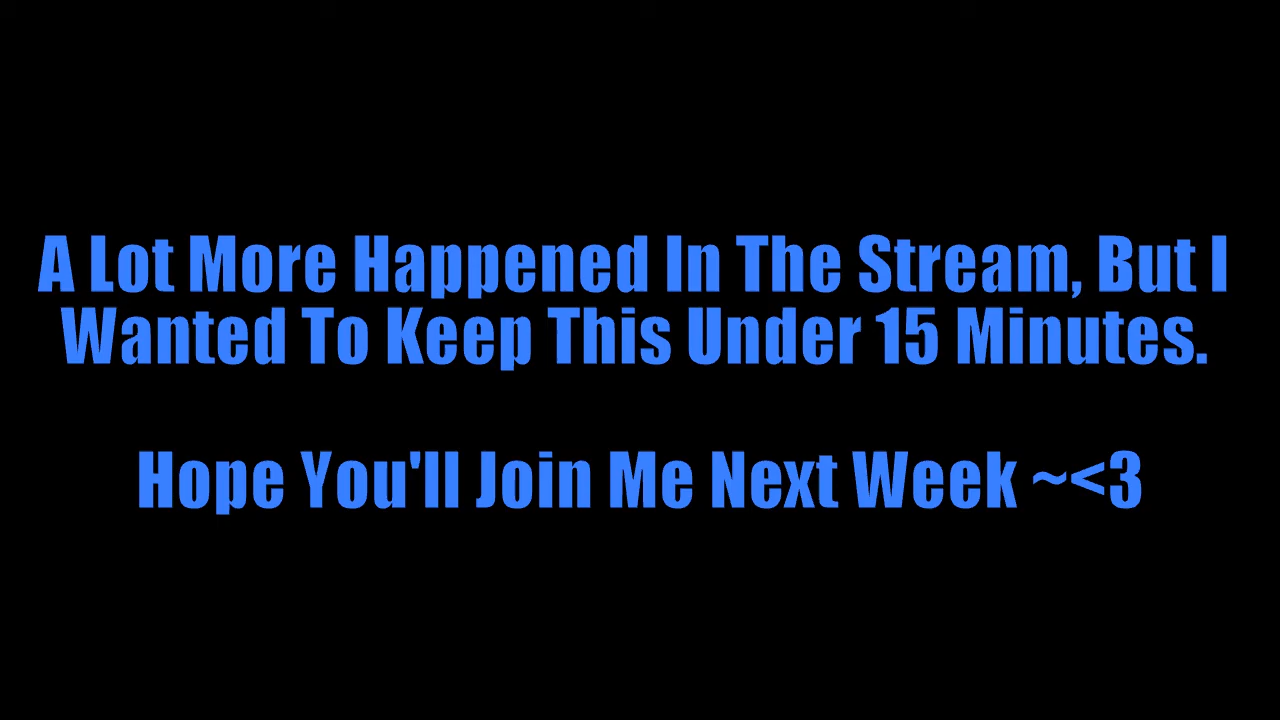 A Lot More Happened In The Stream, But I
Wanted To Keep This Under 15 Minutes.
Hope You'll Join Me Next Week ~<3